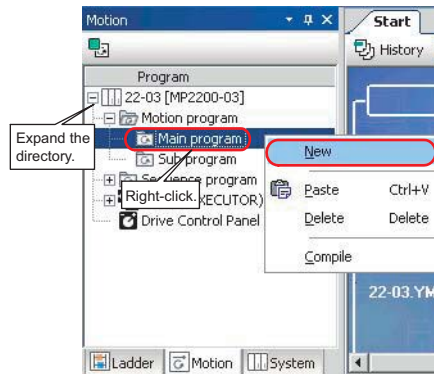 Motion
Start
History
Program
22-03 [MP2200-03]
Motion program
Main program
Sub program
Sequence program
XECUTOR)
Drive Control Panel
Expand the
directory.
Right-click.
New
Paste Ctrl+V
Delete Delete
Compile
22-03.YM
Ladder Motion System